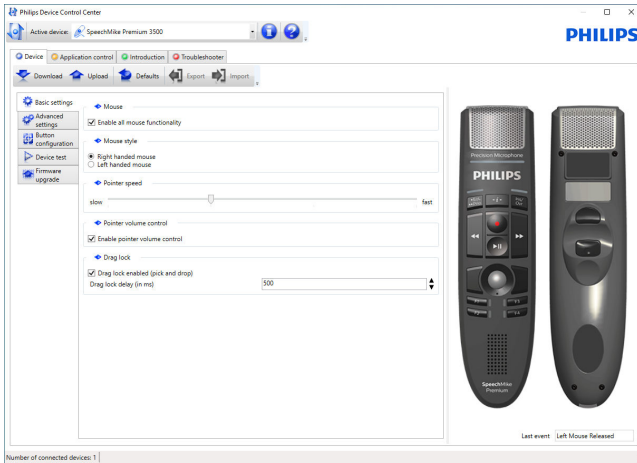 Philips Device Control Center
Active device: SpeechMike Premium 3500
PHILIPS
Device Application control Introduction Troubleshooter
Download Upload Defaults Export Import
Basic settings
Advanced settings
Button configuration
Device test
Firmware upgrade
Mouse
Enable all mouse functionality
Mouse style
Right handed mouse
Left handed mouse
Pointer speed
slow fast
Pointer volume control
Enable pointer volume control
Drag lock
Drag lock enabled (pick and drop)
Drag lock delay (in ms) 500
Precision Microphone
PHILIPS
SpeechMike
Premium
Last event Left Mouse Released
Number of connected devices: 1